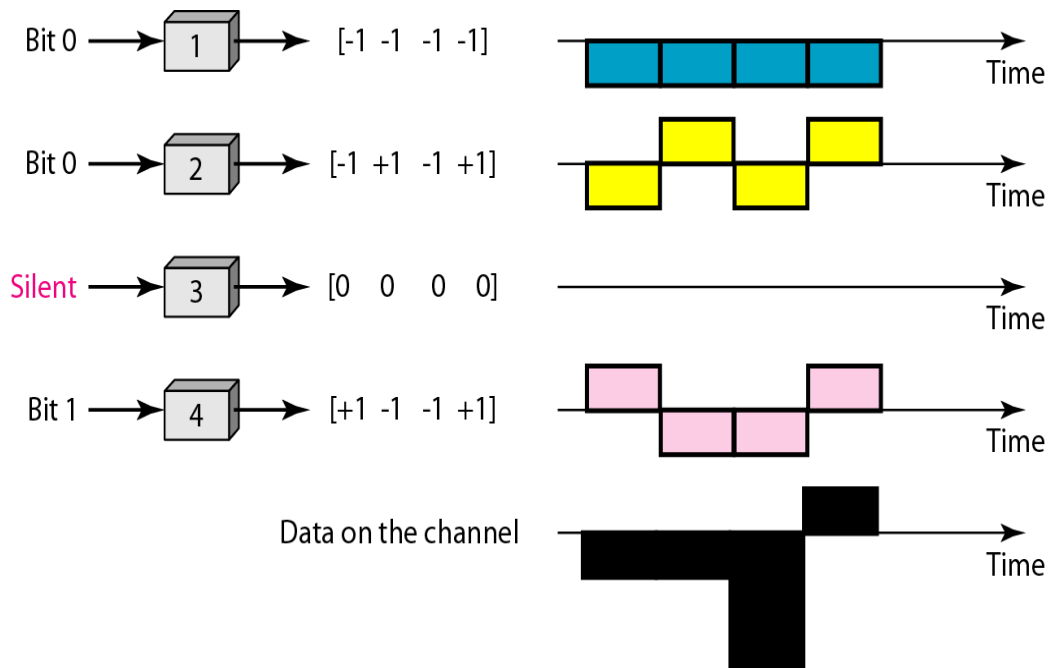 Bit 0 1 [-1 -1 -1 -1]
Time
Bit 0 2 [-1 +1 -1 +1]
Time
Silent 3 [0 0 0 0]
Time
Bit 1 4 [+1 -1 -1 +1]
Time
Data on the channel
Time